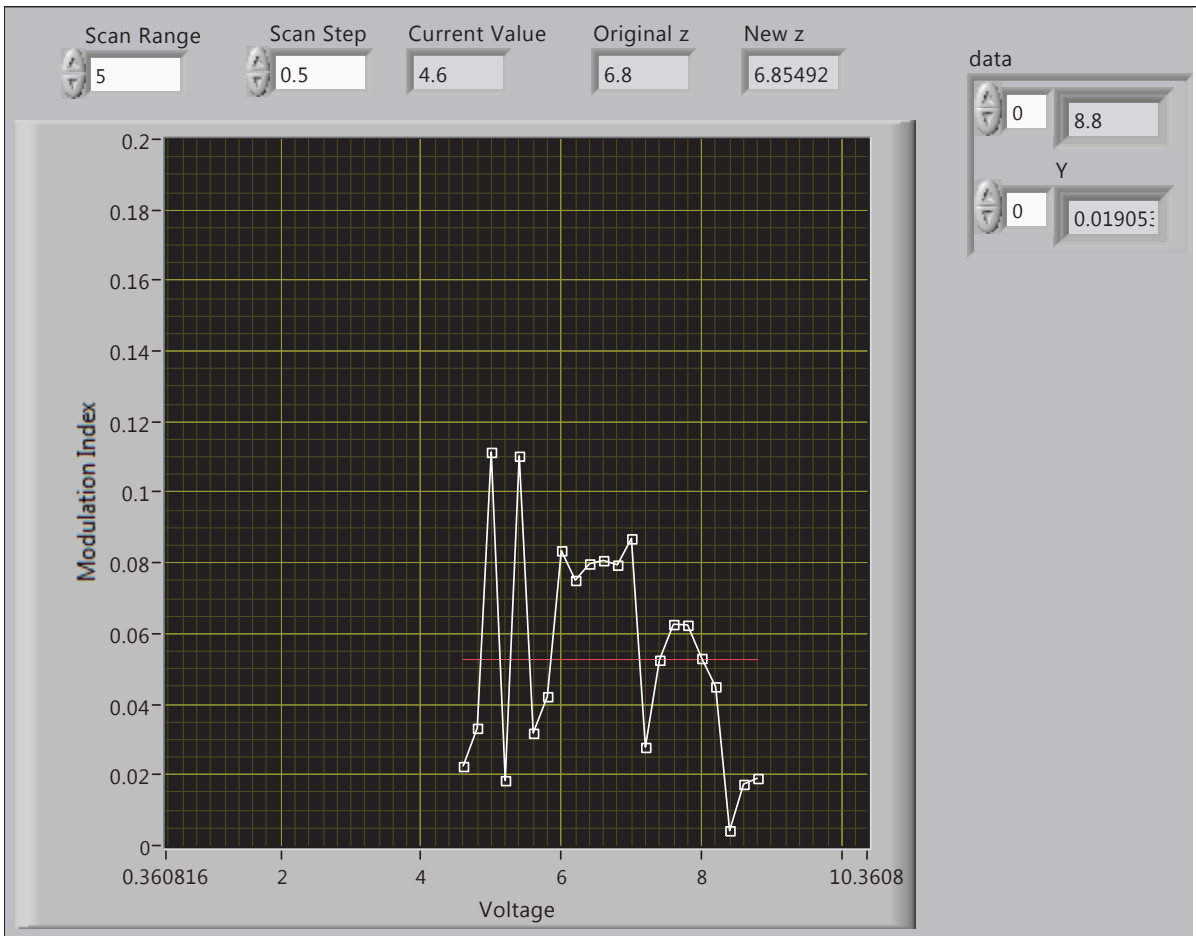 Scan Range
5
Scan Step
0.5
Current Value
4.6
Original z
6.8
New z
6.85492
data
0
8.8
Y
0
0.019053
0.2
0.18
0.16
0.14
0.12
0.1
0.08
0.06
0.04
0.02
0
Modulation Index
0.360816
2
4
6
8
10.3608
Voltage